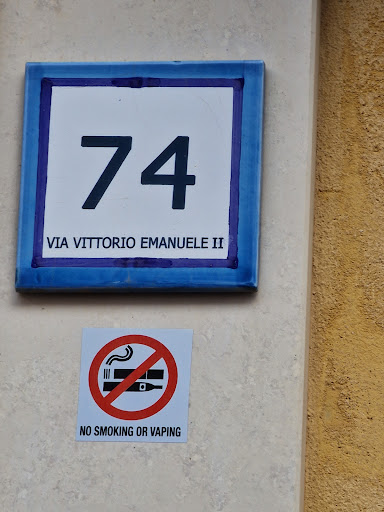 74
VIA VITTORIO EMANUELE II
NO SMOKING OR VAPING